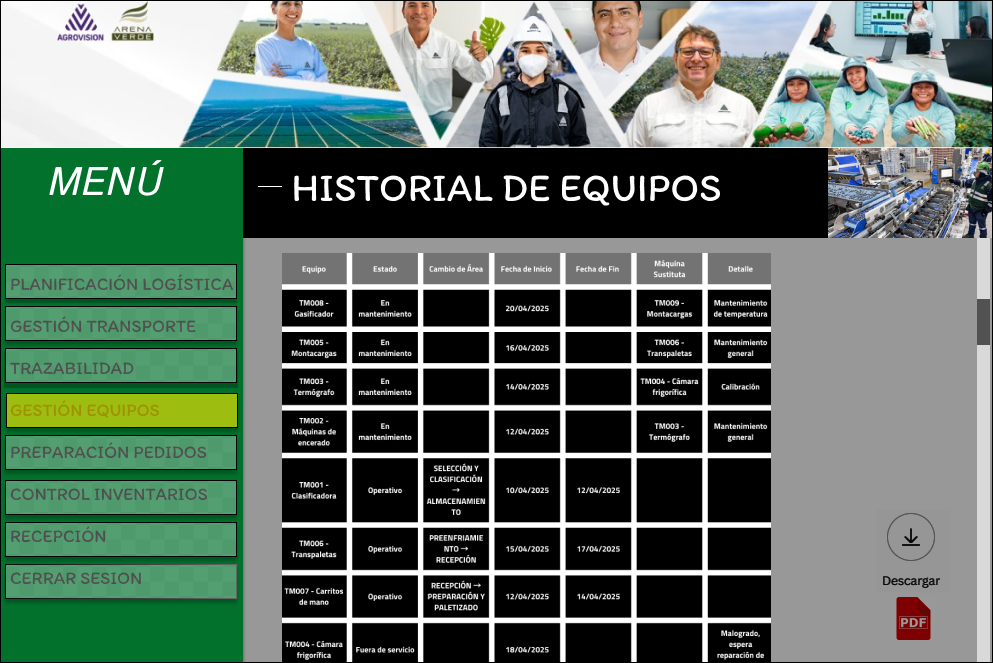 AGROVISION
ARENA
VERDE
MENÚ
HISTORIAL DE EQUIPOS
PLANIFICACIÓN LOGÍSTICA
GESTIÓN TRANSPORTE
TRAZABILIDAD
GESTIÓN EQUIPOS
PREPARACIÓN PEDIDOS
CONTROL INVENTARIOS
RECEPCIÓN
CERRAR SESION
Equipo Estado Cambio de Área Fecha de Inicio Fecha de Fin Máquina Sustituta Detalle
TM008 - Gasificador En mantenimiento 20/04/2025 TM009 - Montacargas Mantenimiento de temperatura
TM005 - Montacargas En mantenimiento 16/04/2025 TM006 - Transpaletas Mantenimiento general
TM003 - Termógrafo En mantenimiento 14/04/2025 TM004 - Cámara frigorífica Calibración
TM002 - Máquinas de encerado En mantenimiento 12/04/2025 TM003 - Termógrafo Mantenimiento general
TM001 - Clasificadora Operativo SELECCIÓN Y CLASIFICACIÓN → ALMACENAMIENTO 10/04/2025 12/04/2025
TM006 - Transpaletas Operativo PREENFRIAMIENTO → RECEPCIÓN 15/04/2025 17/04/2025
TM007 - Carritos de mano Operativo RECEPCIÓN → PREPARACIÓN Y PALETIZADO 12/04/2025 14/04/2025
TM004 - Cámara frigorífica Fuera de servicio 18/04/2025 Malogrado, espera reparación de
Descargar
PDF